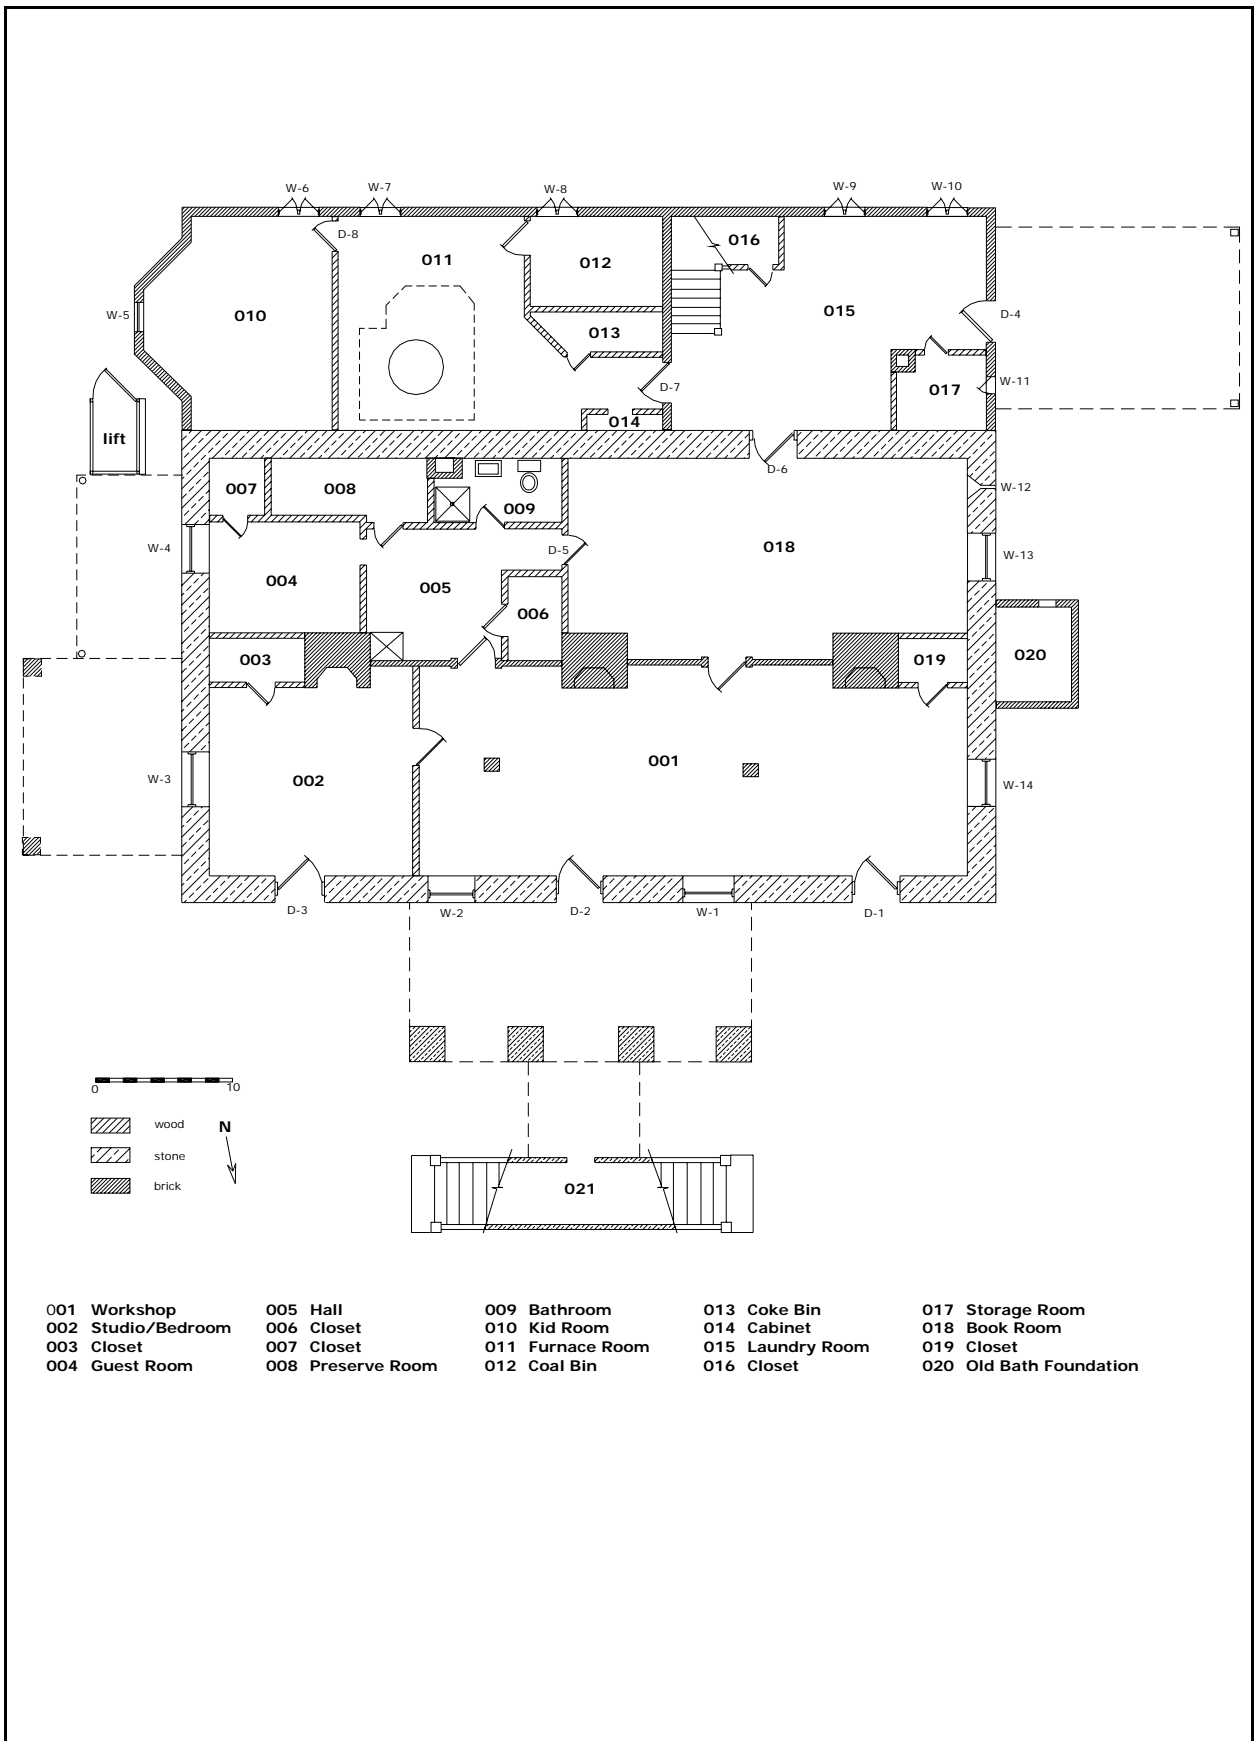 W-6 W-7 W-8 W-9 W-10
D-8
016
011
012
W-5 010 015 D-4
013
W-11
D-7 017
014
lift
D-6
007 008 W-12
009
W-4 D-5 018 W-13
004 005
006
003 019 020
001
W-3 002 W-14
D-3 W-2 D-2 W-1 D-1
0 10
wood N
stone
brick
021
001 Workshop 005 Hall 009 Bathroom 013 Coke Bin 017 Storage Room
002 Studio/Bedroom 006 Closet 010 Kid Room 014 Cabinet 018 Book Room
003 Closet 007 Closet 011 Furnace Room 015 Laundry Room 019 Closet
004 Guest Room 008 Preserve Room 012 Coal Bin 016 Closet 020 Old Bath Foundation